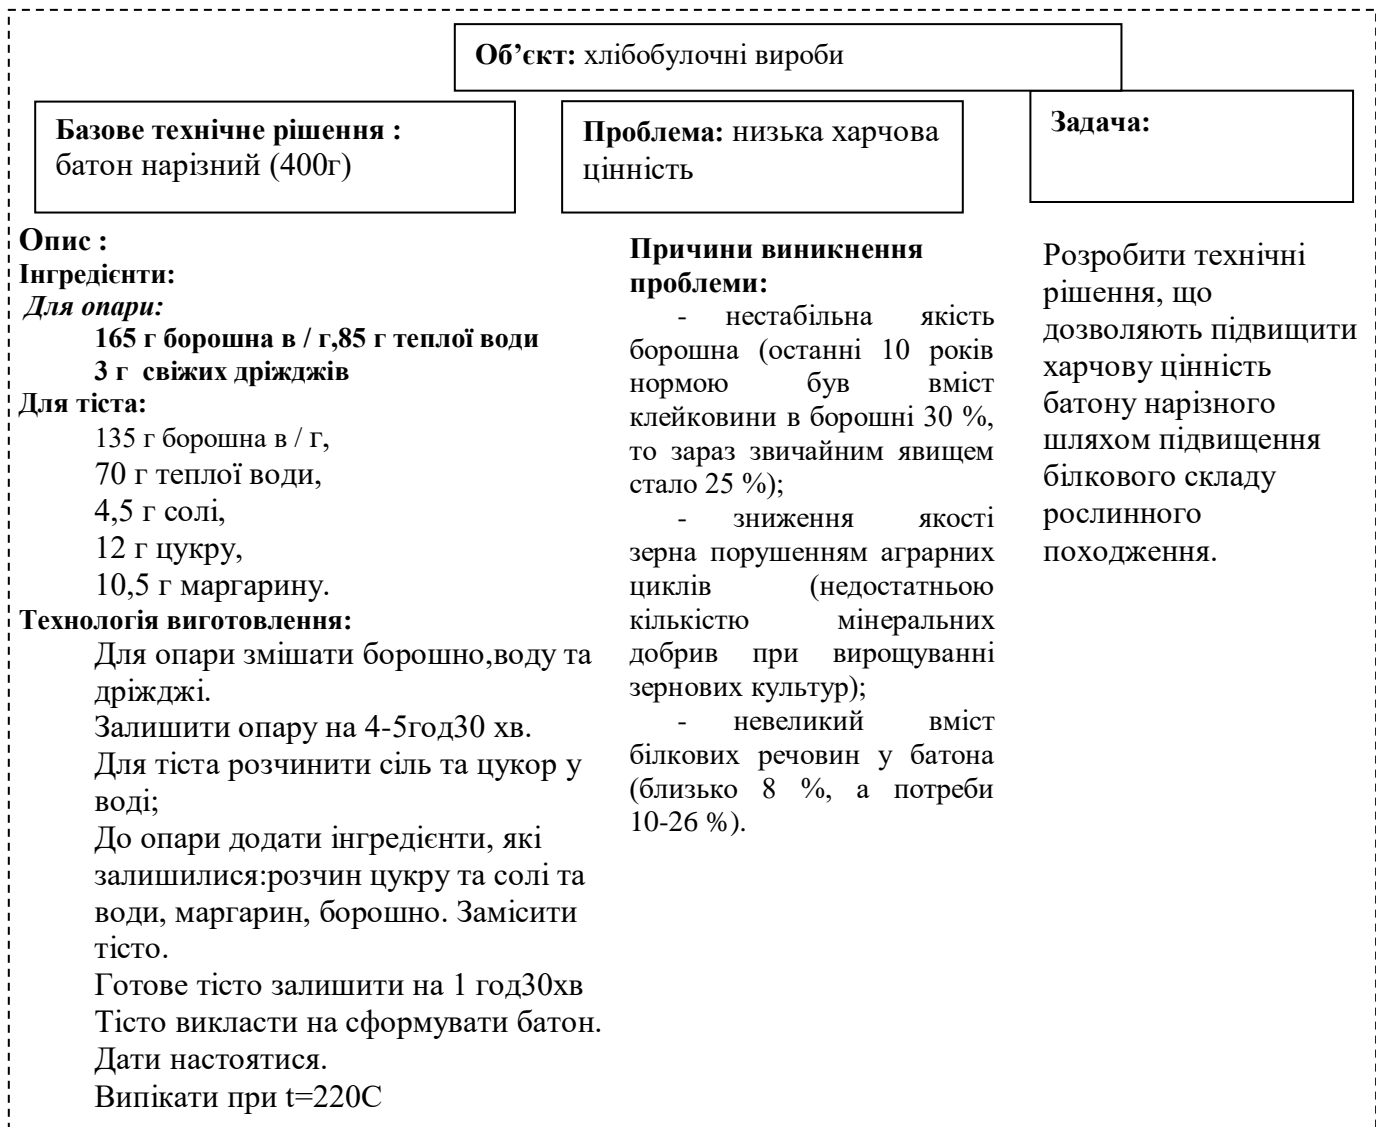 Об’єкт: хлібобулочні вироби
Базове технічне рішення :
батон нарізний (400г)
Проблема: низька харчова
цінність
Задача:
Опис :
Інгредієнти:
Для опари:
165 г борошна в / г,85 г теплої води
3 г свіжих дріжджів
Для тіста:
135 г борошна в / г,
70 г теплої води,
4,5 г солі,
12 г цукру,
10,5 г маргарину.
Технологія виготовлення:
Для опари змішати борошно,воду та
дріжджі.
Залишити опару на 4-5год30 хв.
Для тіста розчинити сіль та цукор у
воді;
До опари додати інгредієнти, які
залишилися:розчин цукру та солі та
води, маргарин, борошно. Замісити
тісто.
Готове тісто залишити на 1 год30хв
Тісто викласти на сформувати батон.
Дати настоятися.
Випікати при t=220С
Причини виникнення
проблеми:
- нестабільна якість
борошна (останні 10 років
нормою був вміст
клейковини в борошні 30 %,
то зараз звичайним явищем
стало 25 %);
- зниження якості
зерна порушенням аграрних
циклів (недостатньою
кількістю мінеральних
добрив при вирощуванні
зернових культур);
- невеликий вміст
білкових речовин у батона
(близько 8 %, а потреби
10-26 %).
Розробити технічні
рішення, що
дозволяють підвищити
харчову цінність
батону нарізного
шляхом підвищення
білкового складу
рослинного
походження.